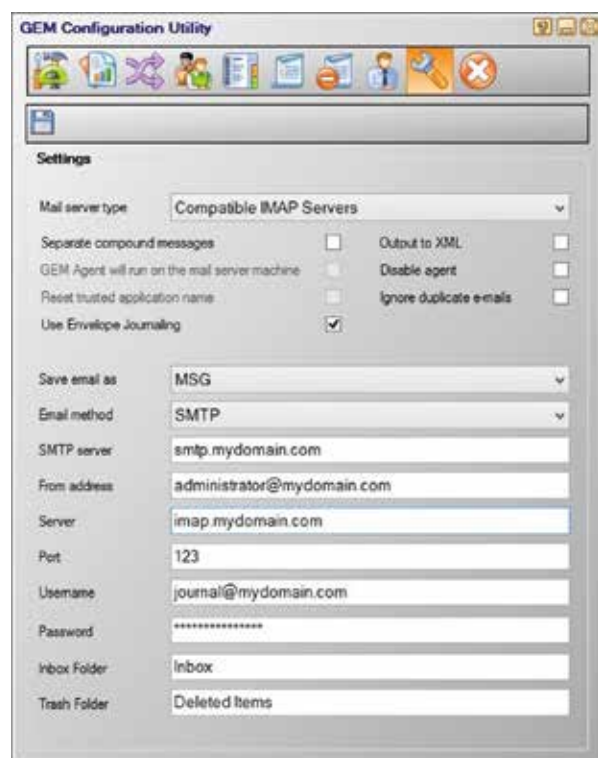 GEM Configuration Utility
Settings
Mail server type Compatible IMAP Servers
Separate compound messages Output to XML
GEM Agent will run on the mail server machine Disable agent
Reset trusted application name Ignore duplicate e-mails
Use Envelope Journaling
Save email as MSG
Email method SMTP
SMTP server smtp.mydomain.com
From address administrator@mydomain.com
Server imap.mydomain.com
Port 123
Username journal@mydomain.com
Password ***************
Inbox Folder Inbox
Trash Folder Deleted Items